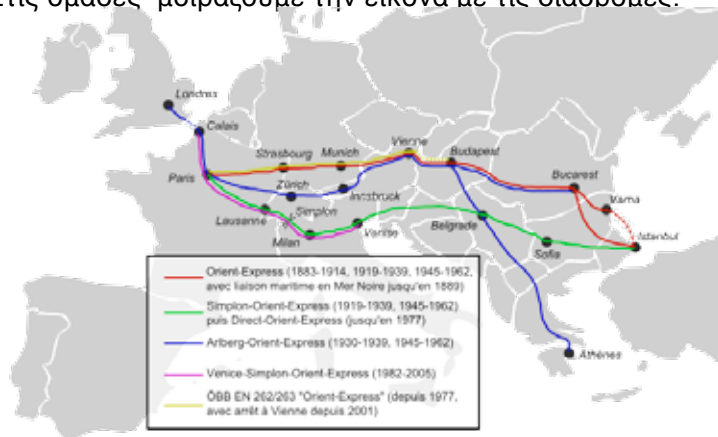 στις ομάδες μοιράζουμε την εικόνα με τις διαδρομές.
Londres
Calais
Paris
Strasbourg
Munich
Vienne
Budapest
Zürich
Innsbruck
Bucarest
Varna
Lausanne
Simplon
Milan
Venise
Belgrade
Sofia
Istanbul
Athènes
Orient-Express (1883-1914, 1919-1939, 1945-1962,
avec liaison maritime en Mer Noire jusqu'en 1889)
Simplon-Orient-Express (1919-1939, 1945-1962)
puis Direct-Orient-Express (jusqu'en 1977)
Arlberg-Orient-Express (1930-1939, 1945-1962)
Venice-Simplon-Orient-Express (1982-2005)
ÖBB EN 262/263 "Orient-Express" (depuis 1977,
avec arrêt à Vienne depuis 2001)